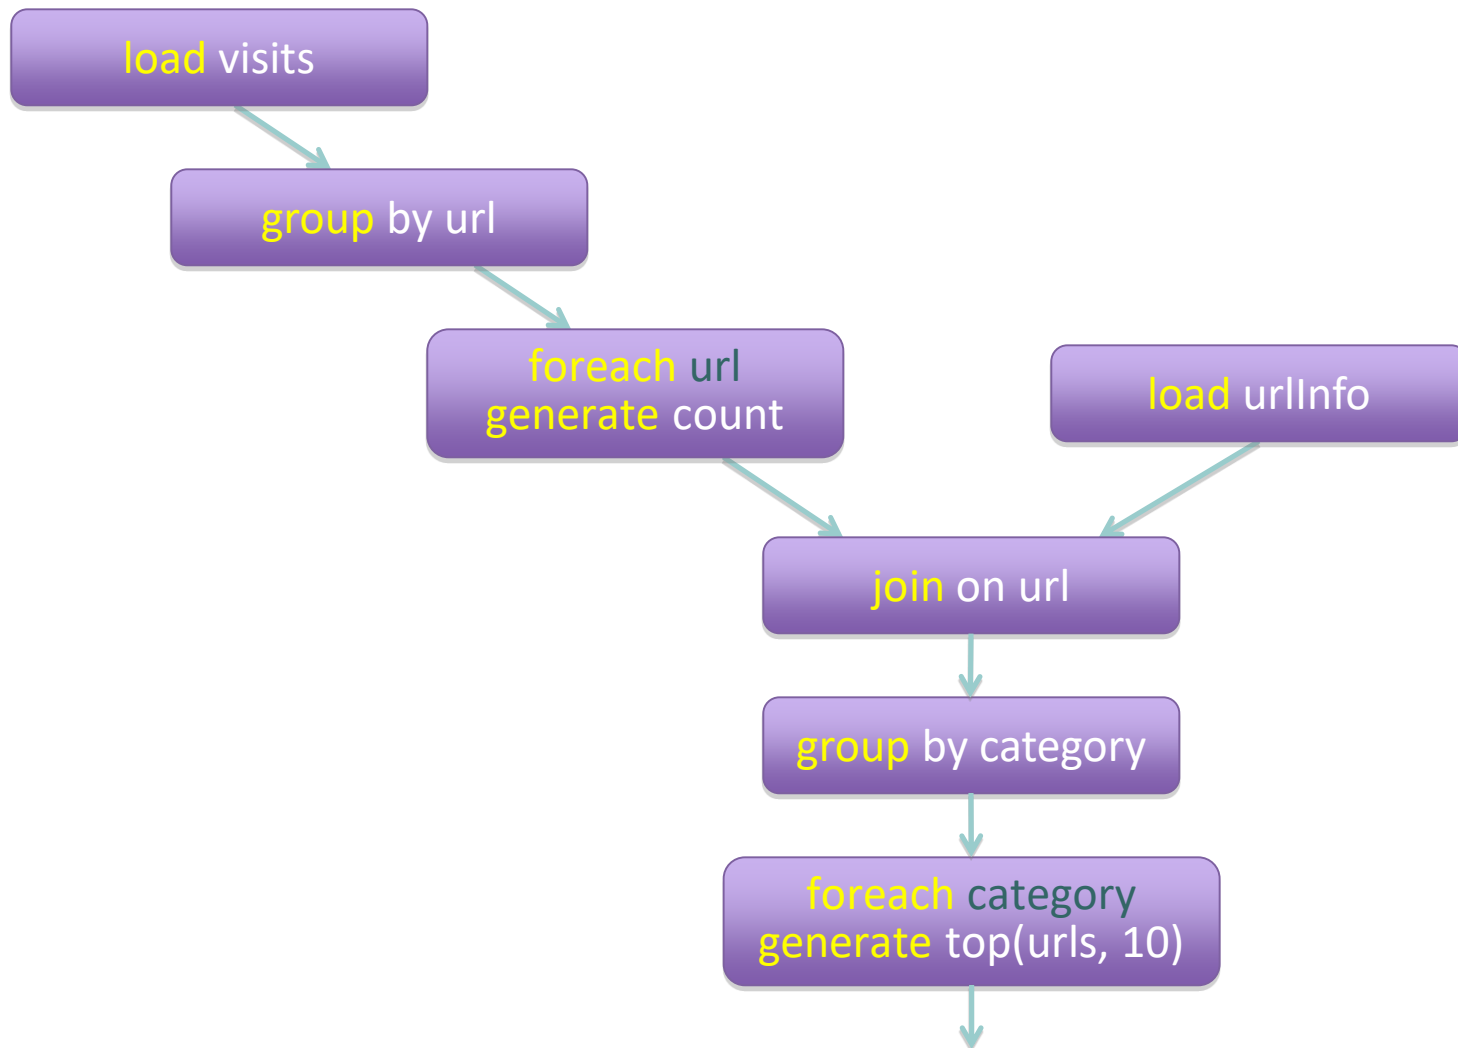 load visits
group by url
foreach url
generate count
load urlInfo
join on url
group by category
foreach category
generate top(urls, 10)